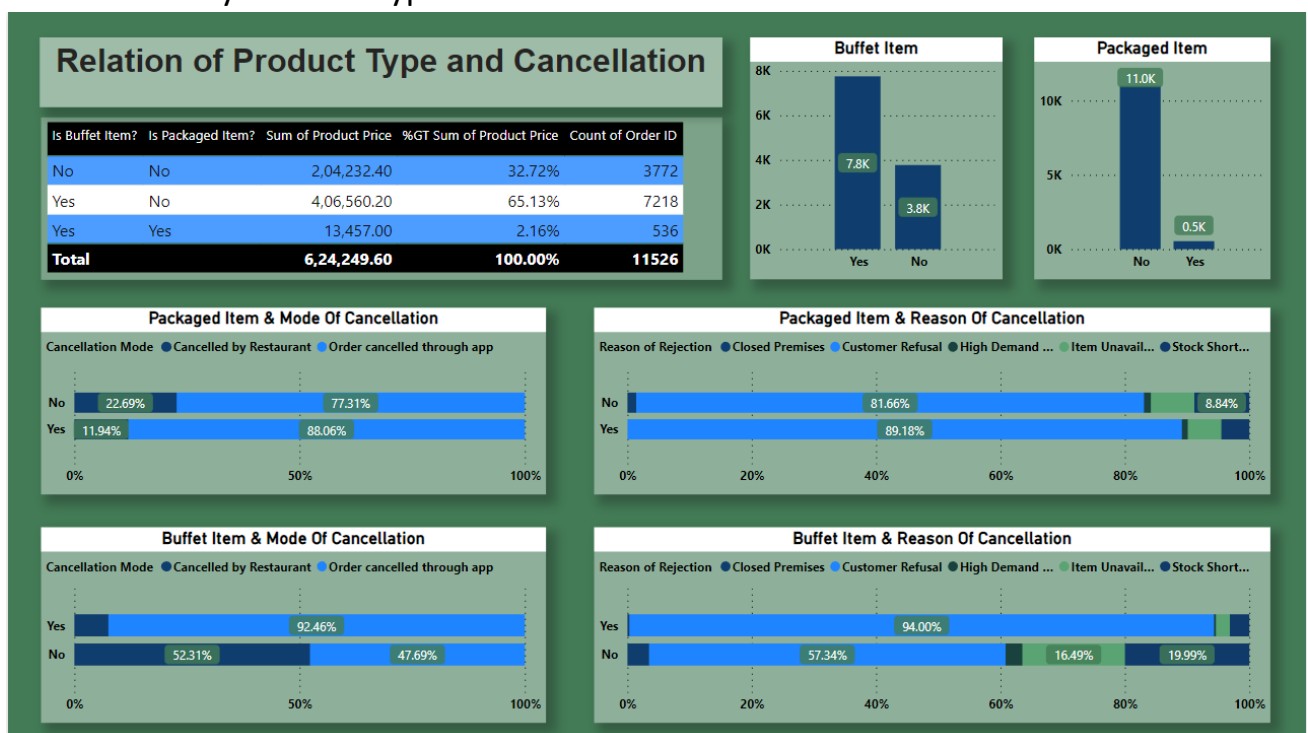 Relation of Product Type and Cancellation
Is Buffet Item? Is Packaged Item? Sum of Product Price %GT Sum of Product Price Count of Order ID
No No 2,04,232.40 32.72% 3772
Yes No 4,06,560.20 65.13% 7218
Yes Yes 13,457.00 2.16% 536
Total 6,24,249.60 100.00% 11526
Buffet Item
8K
6K
4K
2K
0K
7.8K
3.8K
Yes No
Packaged Item
10K
5K
0K
11.0K
0.5K
No Yes
Packaged Item & Mode Of Cancellation
Cancellation Mode Cancelled by Restaurant Order cancelled through app
No 22.69% 77.31%
Yes 11.94% 88.06%
0% 50% 100%
Packaged Item & Reason Of Cancellation
Reason of Rejection Closed Premises Customer Refusal High Demand ... Item Unavail... Stock Short...
No 81.66% 8.84%
Yes 89.18%
0% 20% 40% 60% 80% 100%
Buffet Item & Mode Of Cancellation
Cancellation Mode Cancelled by Restaurant Order cancelled through app
Yes 92.46%
No 52.31% 47.69%
0% 50% 100%
Buffet Item & Reason Of Cancellation
Reason of Rejection Closed Premises Customer Refusal High Demand ... Item Unavail... Stock Short...
Yes 94.00%
No 57.34% 16.49% 19.99%
0% 20% 40% 60% 80% 100%